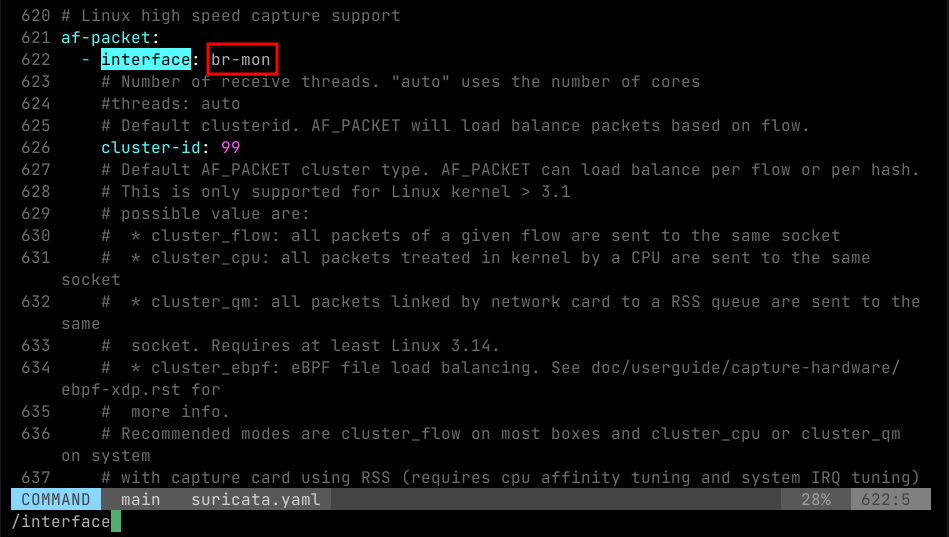 620 # Linux high speed capture support
621 af-packet:
622   - interface: br-mon
623     # Number of receive threads. "auto" uses the number of cores
624     #threads: auto
625     # Default clusterid. AF_PACKET will load balance packets based on flow.
626     cluster-id: 99
627     # Default AF_PACKET cluster type. AF_PACKET can load balance per flow or per hash.
628     # This is only supported for Linux kernel > 3.1
629     # possible value are:
630     #  * cluster_flow: all packets of a given flow are sent to the same socket
631     #  * cluster_cpu: all packets treated in kernel by a CPU are sent to the same
socket
632     #  * cluster_qm: all packets linked by network card to a RSS queue are sent to the
same
633     #  socket. Requires at least Linux 3.14.
634     #  * cluster_ebpf: eBPF file load balancing. See doc/userguide/capture-hardware/
ebpf-xdp.rst for
635     #  more info.
636     # Recommended modes are cluster_flow on most boxes and cluster_cpu or cluster_qm
on system
637     # with capture card using RSS (requires cpu affinity tuning and system IRQ tuning)
COMMAND  main  suricata.yaml  28%  622:5
/interface